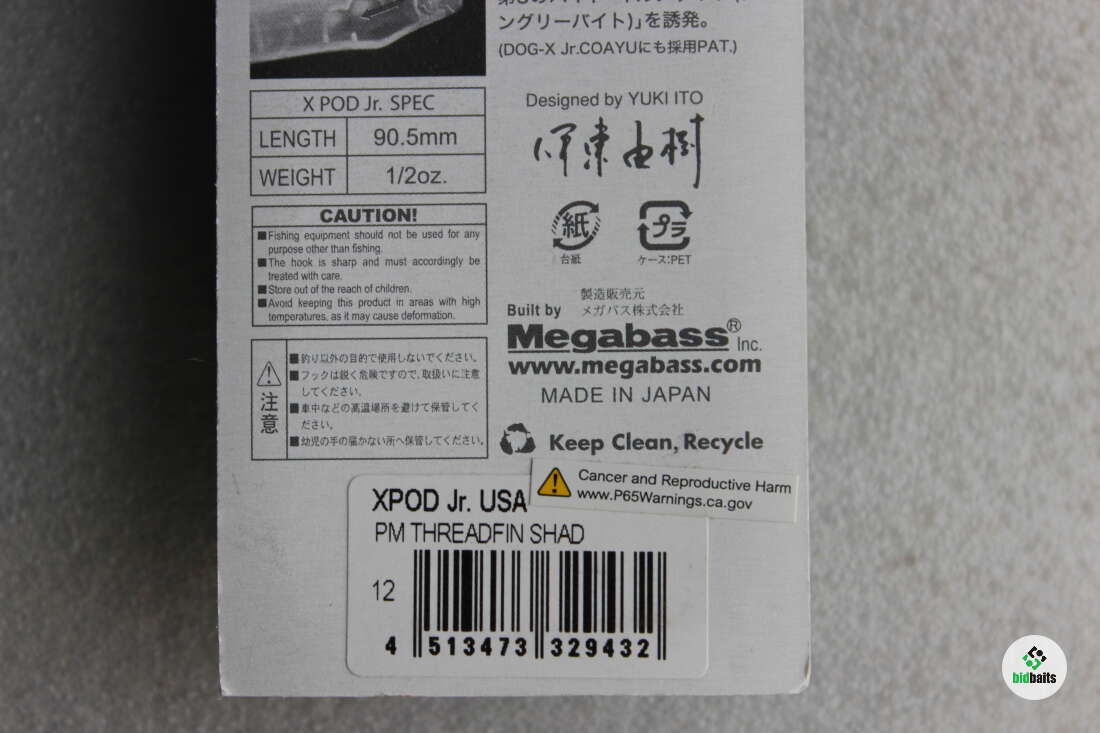 ングリーバイト)」を誘発。
(DOG-X Jr.COAYUにも採用PAT.)
X POD Jr. SPEC
LENGTH 90.5mm
WEIGHT 1/2oz.
CAUTION!
■Fishing equipment should not be used for any
purpose other than fishing.
■The hook is sharp and must accordingly be
treated with care.
■Store out of the reach of children.
■Avoid keeping this product in areas with high
temperatures, as it may cause deformation.
注意
■釣り以外の目的で使用しないでください。
■フックは鋭く危険ですので、取扱いに注意
してください。
■車中などの高温場所を避けて保管してく
ださい。
■幼児の手の届かない所へ保管してください。
Designed by YUKI ITO
伊東由樹
紙
台紙
プラ
ケース:PET
製造販売元
Built by メガバス株式会社
Megabass® Inc.
www.megabass.com
MADE IN JAPAN
Keep Clean, Recycle
Cancer and Reproductive Harm
www.P65Warnings.ca.gov
XPOD Jr. USA
PM THREADFIN SHAD
12
4 513473 329432
bidbaits